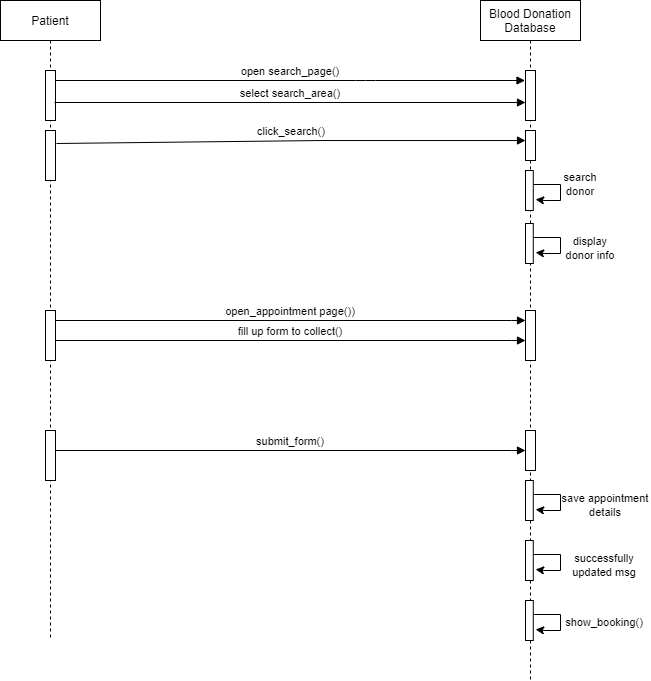 Patient
Blood Donation
Database
open search_page()
select search_area()
click_search()
search
donor
display
donor info
open_appointment page())
fill up form to collect()
submit_form()
save appointment
details
successfully
updated msg
show_booking()